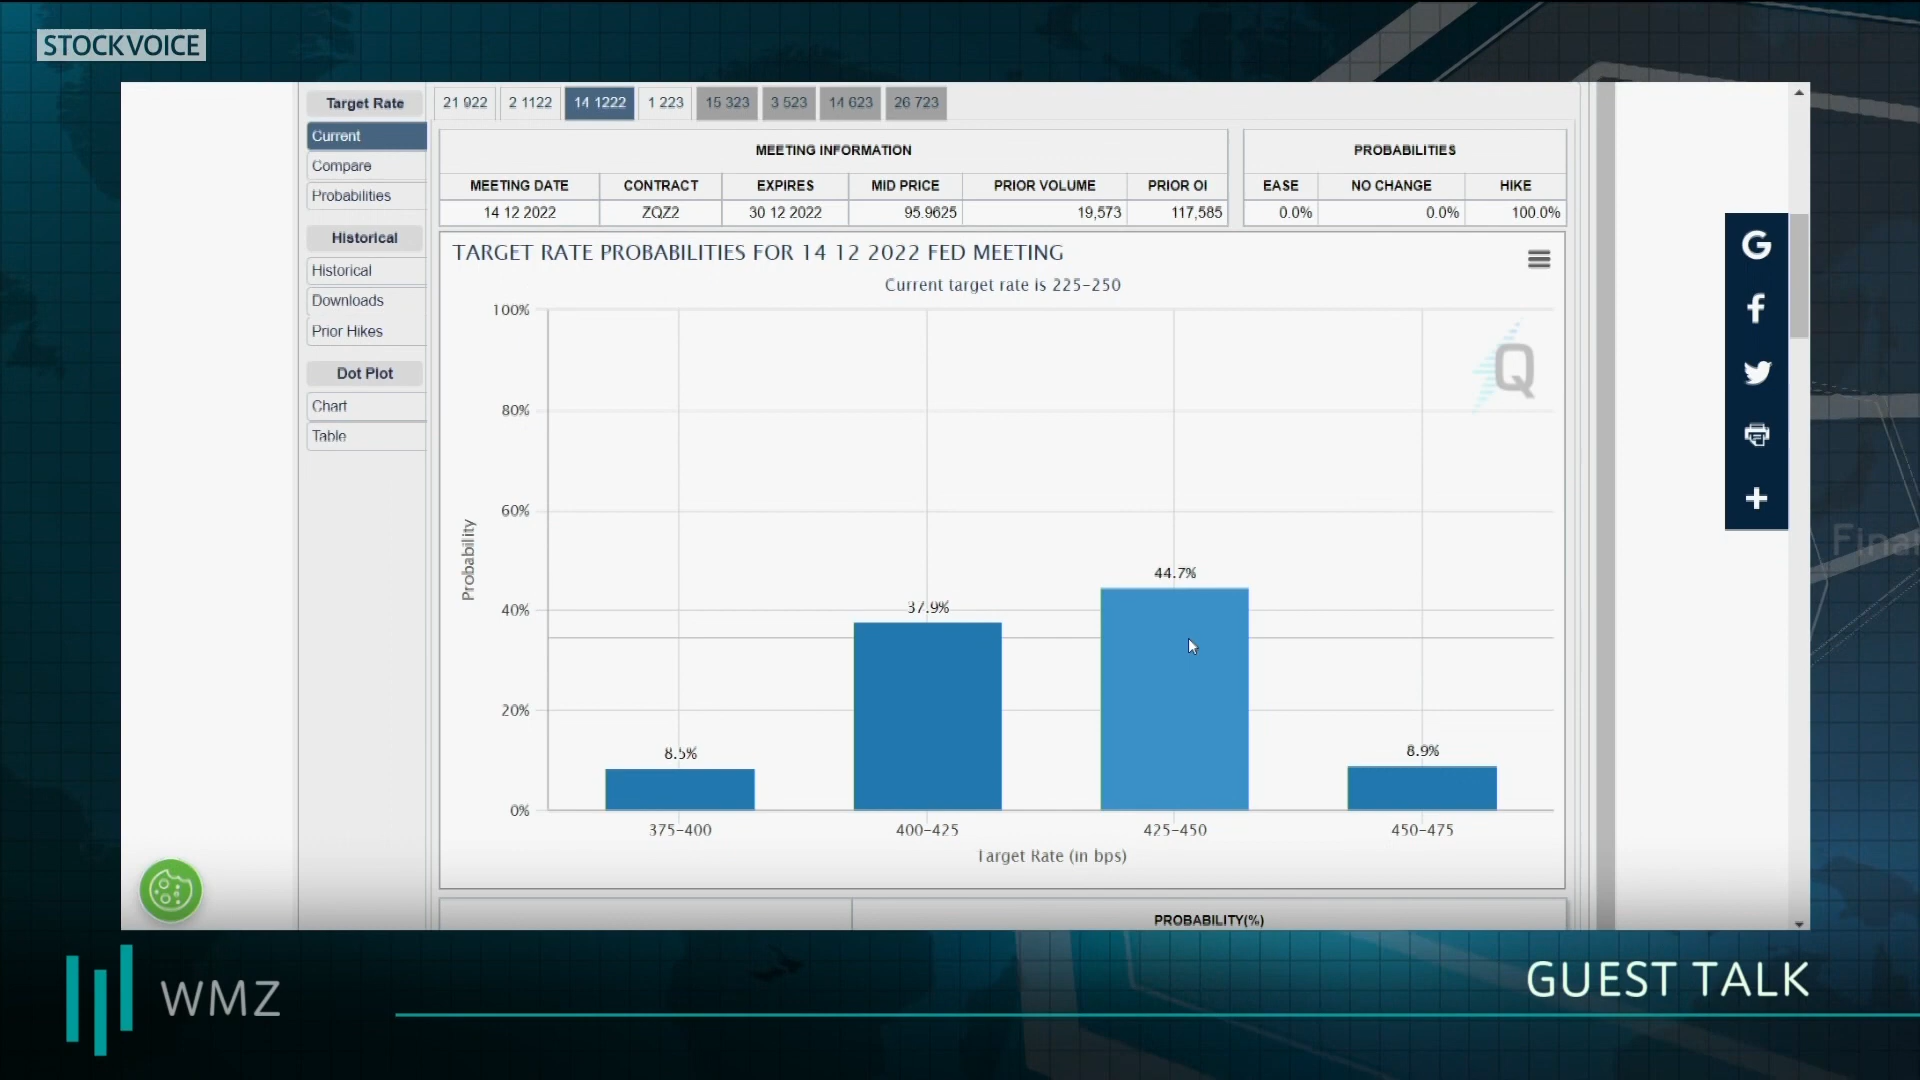 STOCKVOICE
Target Rate
Current
Compare
Probabilities
Historical
Historical
Downloads
Prior Hikes
Dot Plot
Chart
Table
21 922 2 1122 14 1222 1 223 15 323 3 523 14 623 26 723
MEETING INFORMATION
MEETING DATE CONTRACT EXPIRES MID PRICE PRIOR VOLUME PRIOR OI
14 12 2022 ZQZ2 30 12 2022 95.9625 19,573 117,585
PROBABILITIES
EASE NO CHANGE HIKE
0.0% 0.0% 100.0%
TARGET RATE PROBABILITIES FOR 14 12 2022 FED MEETING
Current target rate is 225-250
Q
Probability
100%
80%
60%
40%
20%
0%
8.5%
37.9%
44.7%
8.9%
375-400 400-425 425-450 450-475
Target Rate (in bps)
PROBABILITY(%)
G
f
+
WMZ
GUEST TALK